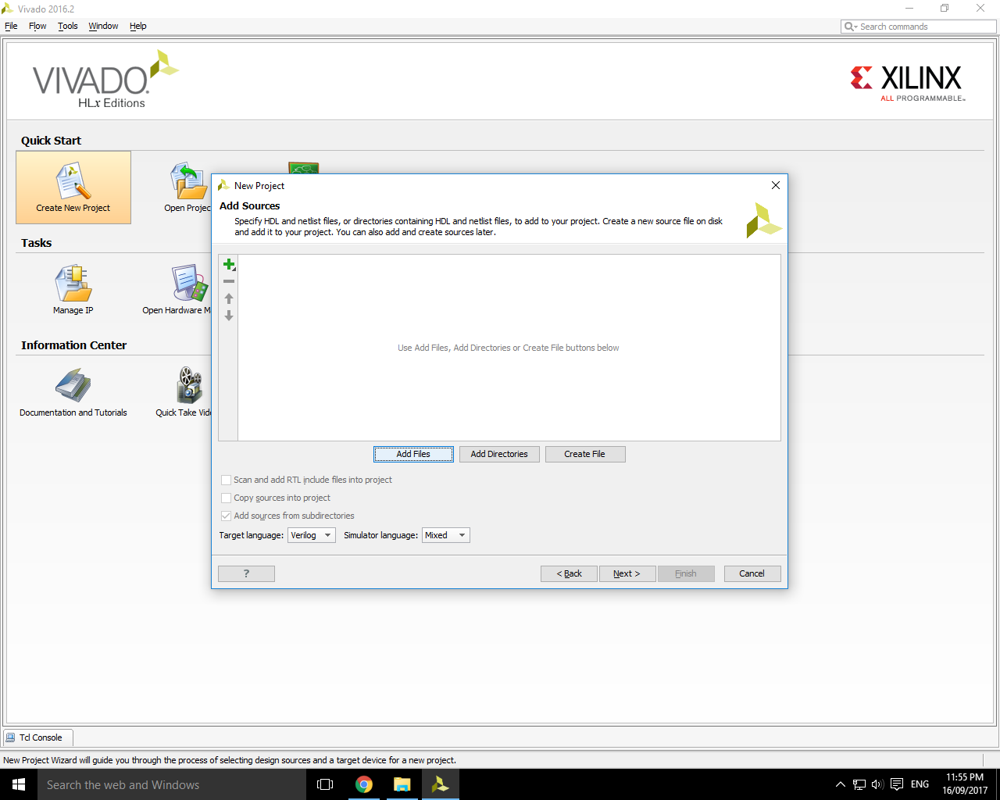 Vivado 2016.2
File Flow Tools Window Help
Search commands
VIVADO.
HLx Editions
XILINX
ALL PROGRAMMABLE™
Quick Start
Create New Project
Open Projec
Tasks
Manage IP
Open Hardware M
Information Center
Documentation and Tutorials
Quick Take Vide
New Project
Add Sources
Specify HDL and netlist files, or directories containing HDL and netlist files, to add to your project. Create a new source file on disk
and add it to your project. You can also add and create sources later.
Use Add Files, Add Directories or Create File buttons below
Add Files Add Directories Create File
Scan and add RTL include files into project
Copy sources into project
Add sources from subdirectories
Target language: Verilog Simulator language: Mixed
? < Back Next > Finish Cancel
Tcl Console
New Project Wizard will guide you through the process of selecting design sources and a target device for a new project.
Search the web and Windows
ENG
11:55 PM
16/09/2017